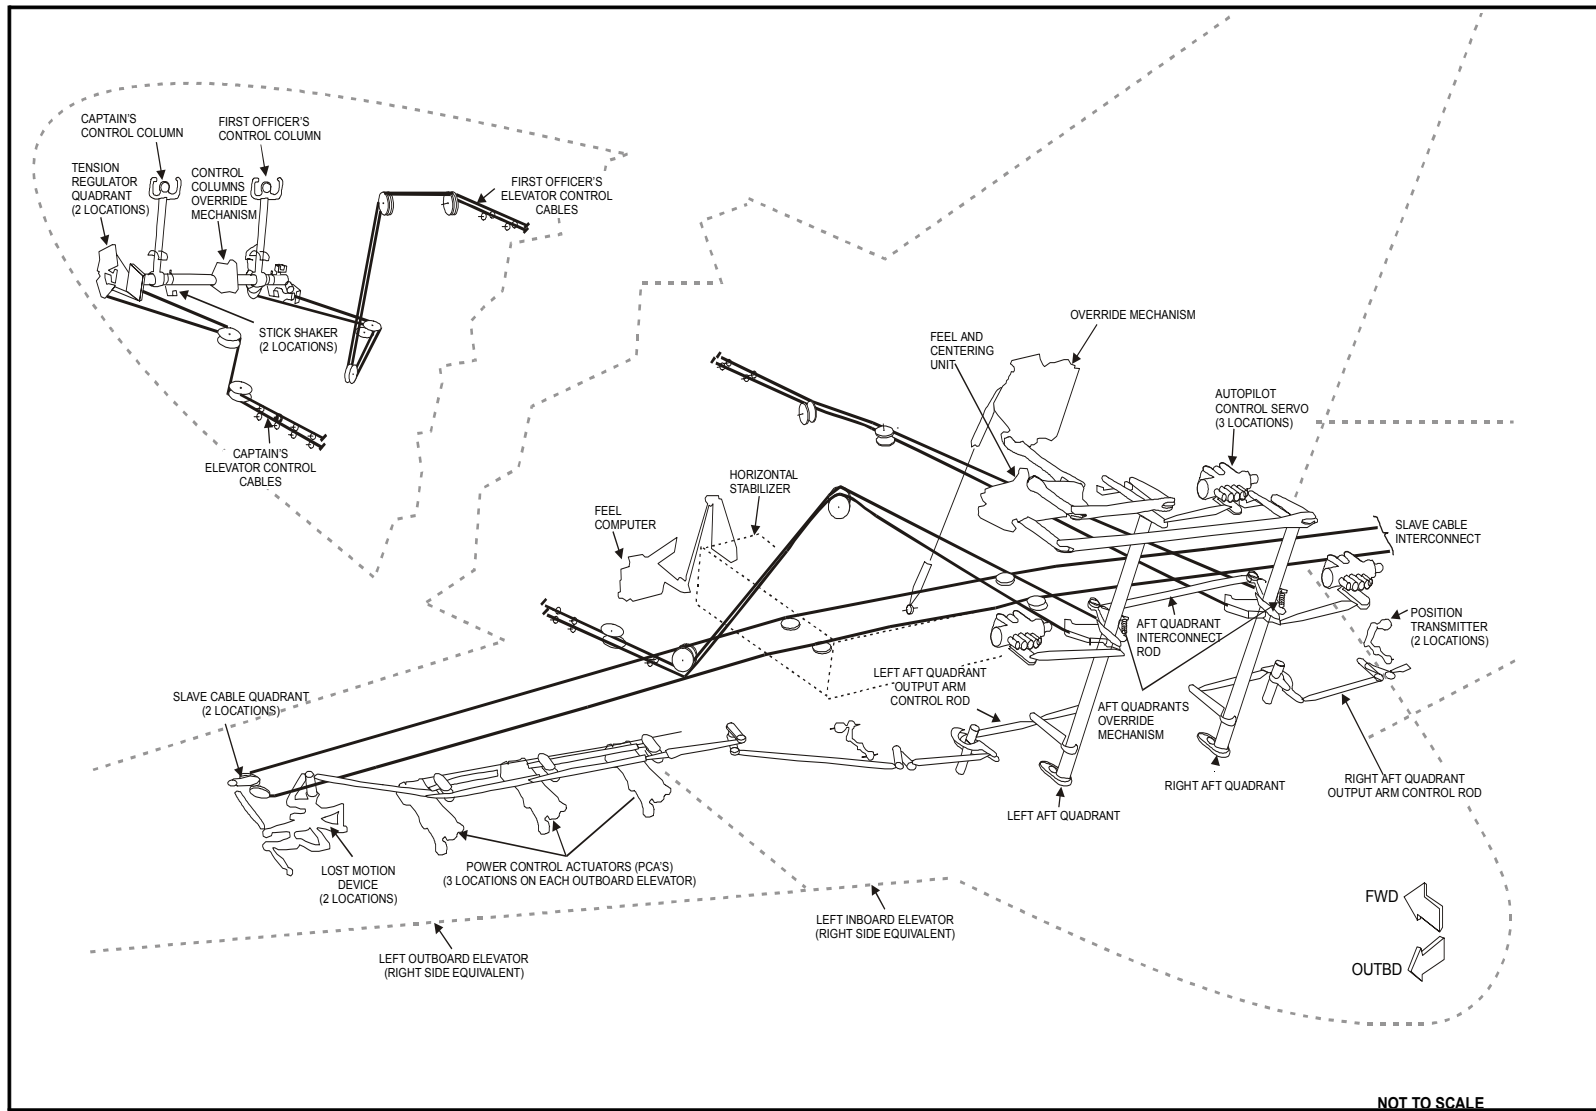 CAPTAIN'S
CONTROL COLUMN
FIRST OFFICER'S
CONTROL COLUMN
TENSION
REGULATOR
QUADRANT
(2 LOCATIONS)
CONTROL
COLUMNS
OVERRIDE
MECHANISM
FIRST OFFICER'S
ELEVATOR CONTROL
CABLES
STICK SHAKER
(2 LOCATIONS)
CAPTAIN'S
ELEVATOR CONTROL
CABLES
OVERRIDE MECHANISM
FEEL AND
CENTERING
UNIT
AUTOPILOT
CONTROL SERVO
(3 LOCATIONS)
HORIZONTAL
STABILIZER
FEEL
COMPUTER
SLAVE CABLE
INTERCONNECT
AFT QUADRANT
INTERCONNECT
ROD
POSITION
TRANSMITTER
(2 LOCATIONS)
LEFT AFT QUADRANT
OUTPUT ARM
CONTROL ROD
SLAVE CABLE QUADRANT
(2 LOCATIONS)
AFT QUADRANTS
OVERRIDE
MECHANISM
RIGHT AFT QUADRANT
RIGHT AFT QUADRANT
OUTPUT ARM CONTROL ROD
LEFT AFT QUADRANT
LOST MOTION
DEVICE
(2 LOCATIONS)
POWER CONTROL ACTUATORS (PCA'S)
(3 LOCATIONS ON EACH OUTBOARD ELEVATOR)
LEFT INBOARD ELEVATOR
(RIGHT SIDE EQUIVALENT)
LEFT OUTBOARD ELEVATOR
(RIGHT SIDE EQUIVALENT)
FWD
OUTBD
NOT TO SCALE